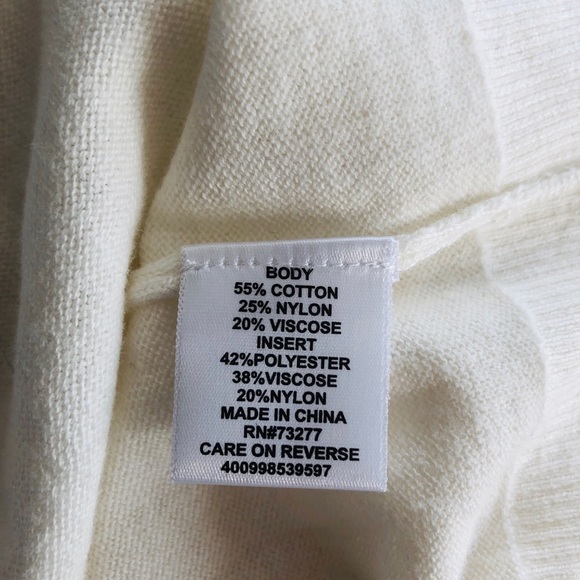 BODY
55% COTTON
25% NYLON
20% VISCOSE
INSERT
42%POLYESTER
38%VISCOSE
20%NYLON
MADE IN CHINA
RN#73277
CARE ON REVERSE
400998539597